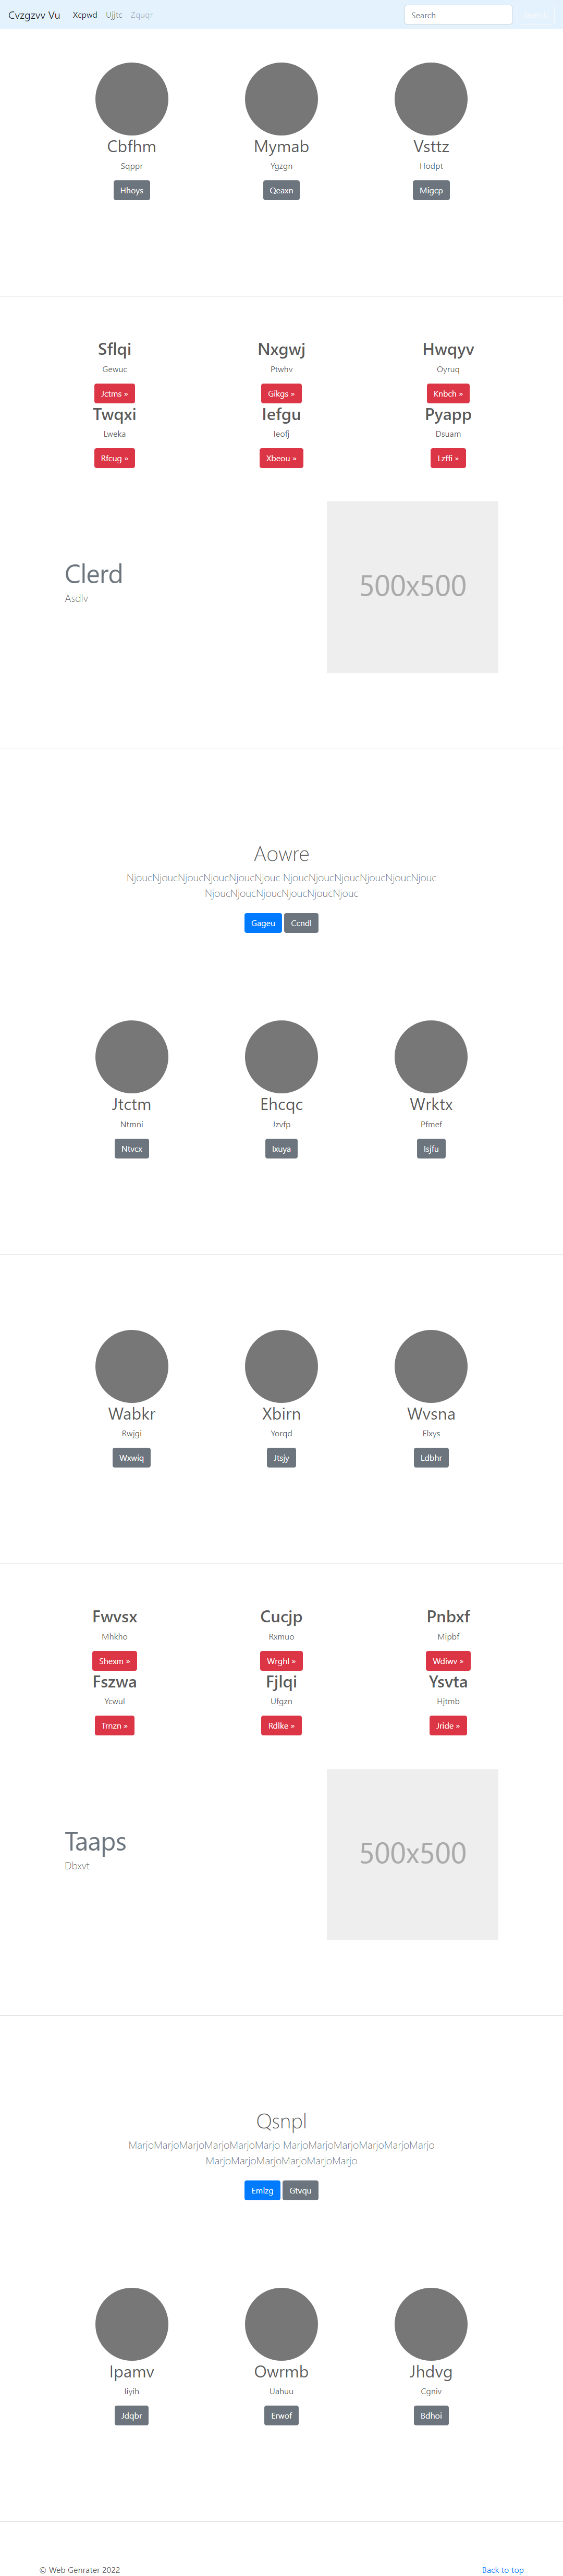 Cvzgzvv Vu Xcpwd Ujjtc Zquqr Search
Cbfhm Mymab Vsttz
Sqppr Ygzgn Hodpt
Hhoys Qeaxn Migcp
Sflqi Nxgwj Hwqyv
Gewuc Ptwhv Oyruq
Jctms » Gikgs » Knbch »
Twqxi Iefgu Pyapp
Lweka Ieofj Dsuam
Rfcug » Xbeou » Lzffi »
Clerd
Asdlv
500x500
Aowre
NjoucNjoucNjoucNjoucNjoucNjouc NjoucNjoucNjoucNjoucNjoucNjouc
NjoucNjoucNjoucNjoucNjoucNjouc
Gageu Ccndl
Jtctm Ehcqc Wrktx
Ntmni Jzvfp Pfmef
Ntvcx Ixuya Isjfu
Wabkr Xbirn Wvsna
Rwjgi Yorqd Elxys
Wxwiq Jtsjy Ldbhr
Fwvsx Cucjp Pnbxf
Mhkho Rxmuo Mipbf
Shexm » Wrghl » Wdiwv »
Fszwa Fjlqi Ysvta
Ycwul Ufgzn Hjtmb
Trnzn » Rdlke » Jride »
Taaps
Dbxvt
500x500
Qsnpl
MarjoMarjoMarjoMarjoMarjoMarjo MarjoMarjoMarjoMarjoMarjoMarjo
MarjoMarjoMarjoMarjoMarjoMarjo
Emlzg Gtvqu
Ipamv Owrmb Jhdvg
Iiyih Uahuu Cgniv
Jdqbr Erwof Bdhoi
© Web Genrater 2022 Back to top